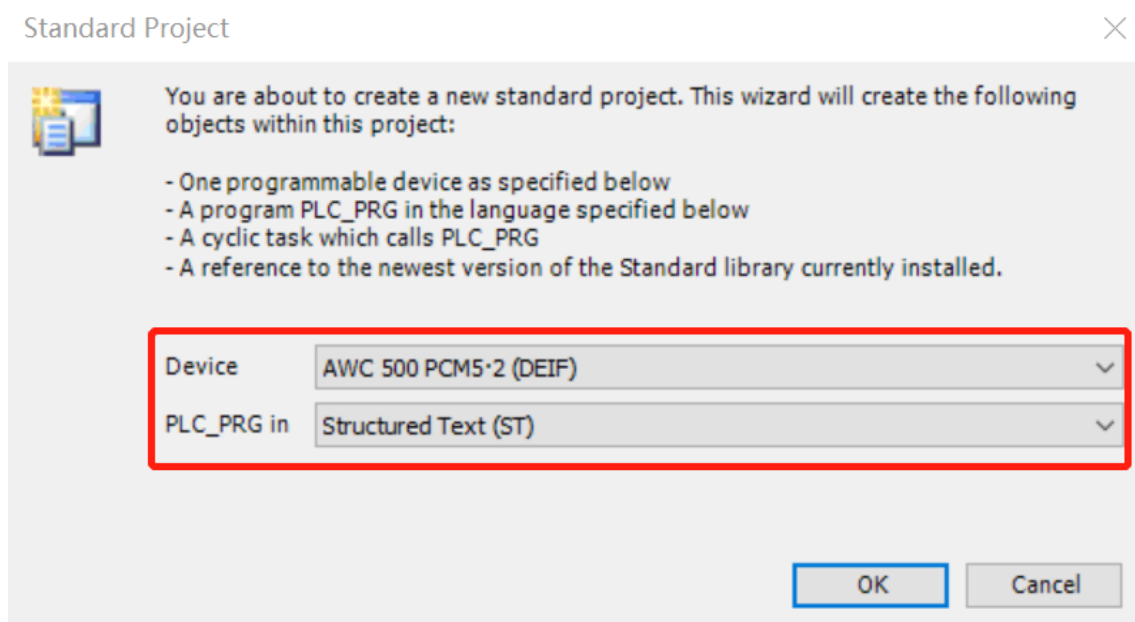 Standard Project
You are about to create a new standard project. This wizard will create the following
objects within this project:
- One programmable device as specified below
- A program PLC_PRG in the language specified below
- A cyclic task which calls PLC_PRG
- A reference to the newest version of the Standard library currently installed.
Device AWC 500 PCM5·2 (DEIF)
PLC_PRG in Structured Text (ST)
OK Cancel